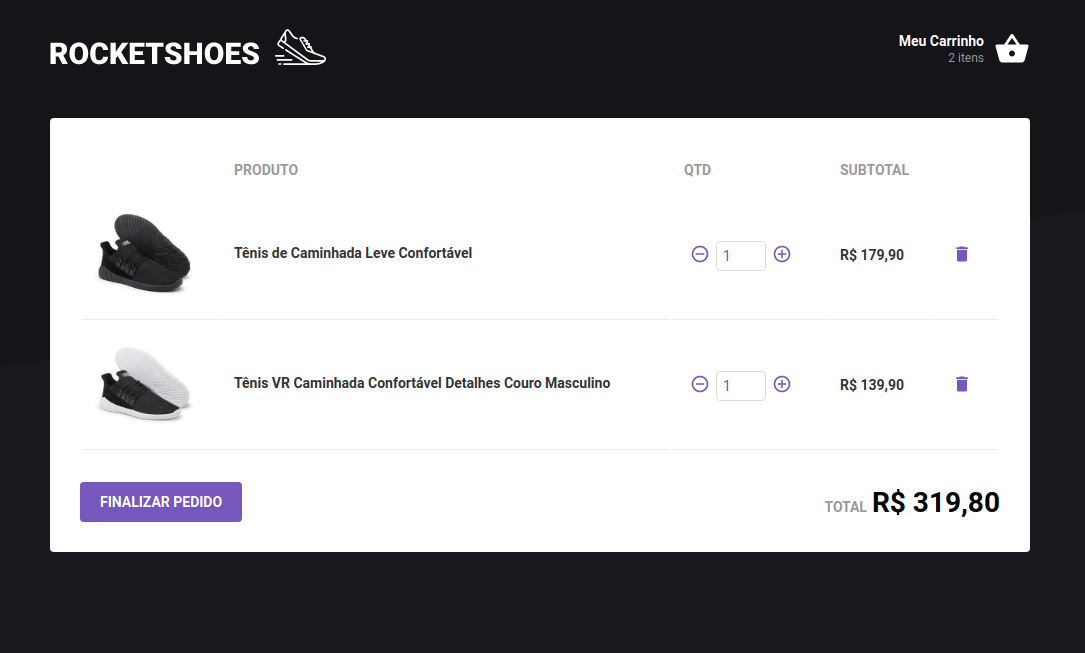 ROCKETSHOES
Meu Carrinho
2 itens
PRODUTO QTD SUBTOTAL
Tênis de Caminhada Leve Confortável 1 R$ 179,90
Tênis VR Caminhada Confortável Detalhes Couro Masculino 1 R$ 139,90
FINALIZAR PEDIDO TOTAL R$ 319,80